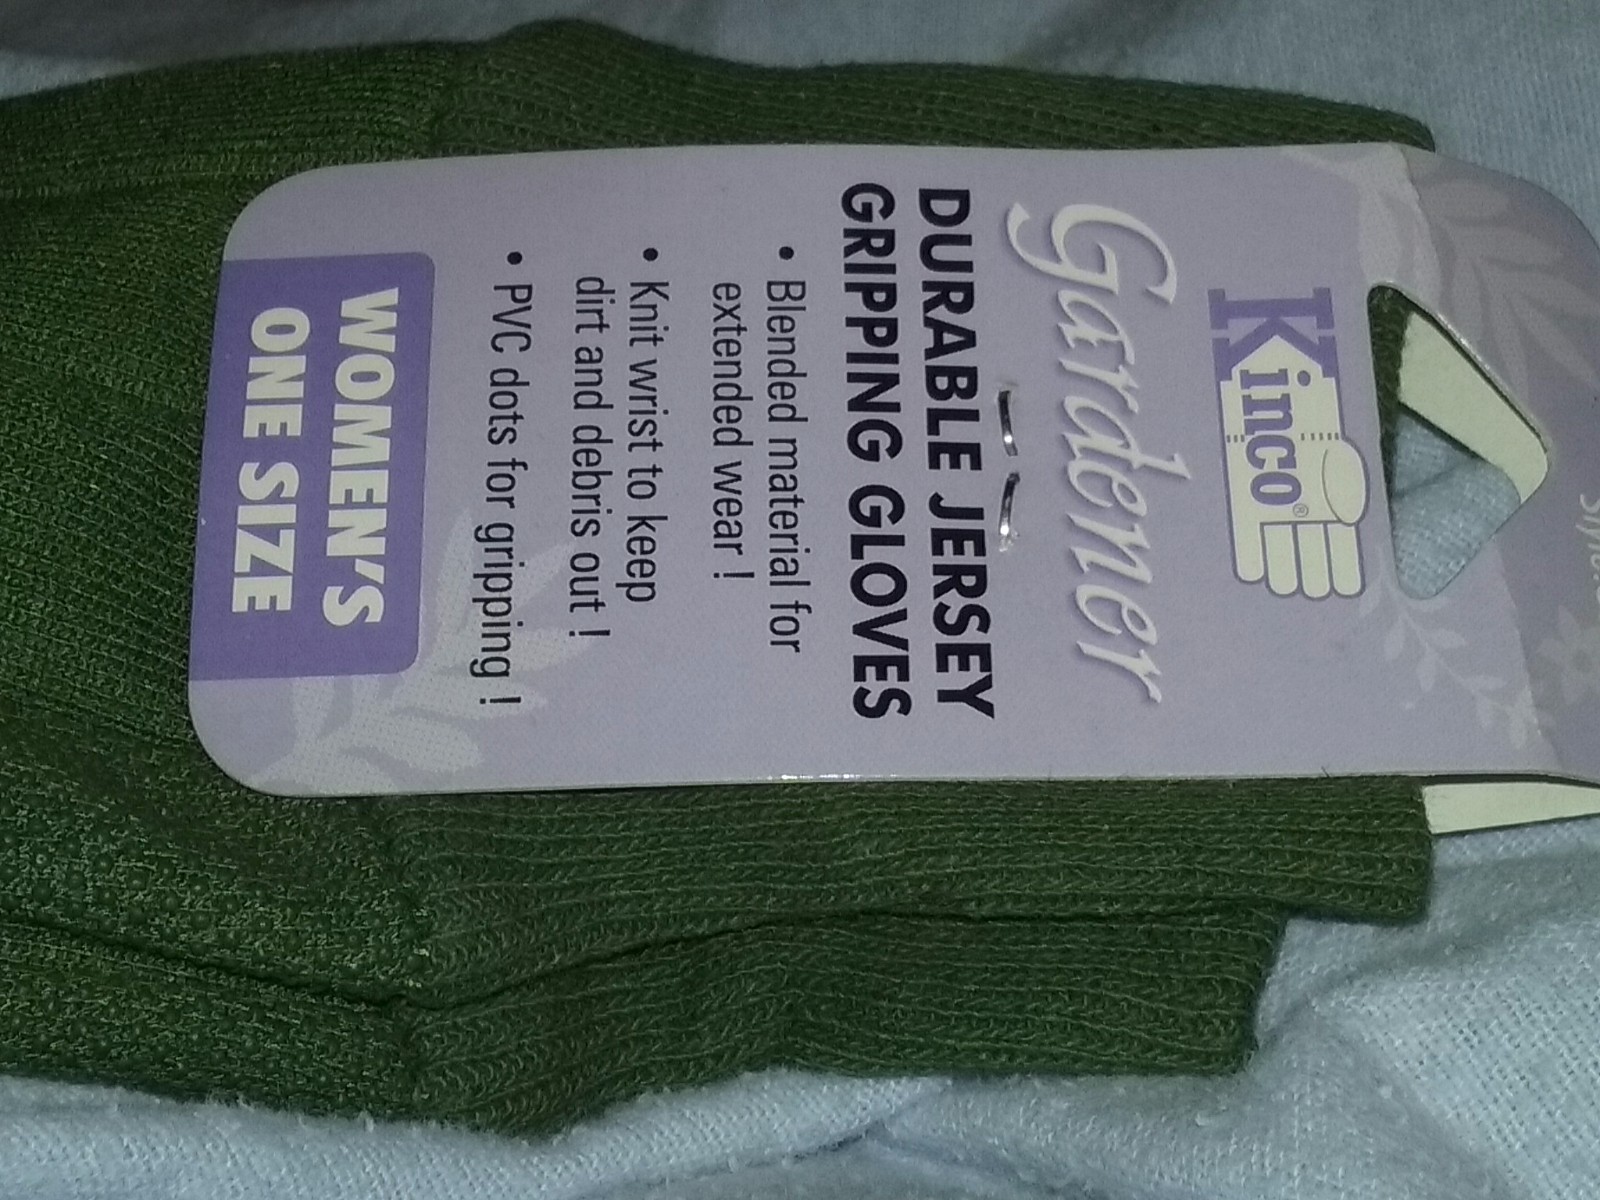 Kinco®
Gardener
DURABLE JERSEY
GRIPPING GLOVES
• Blended material for
extended wear !
• Knit wrist to keep
dirt and debris out !
• PVC dots for gripping !
WOMEN'S
ONE SIZE